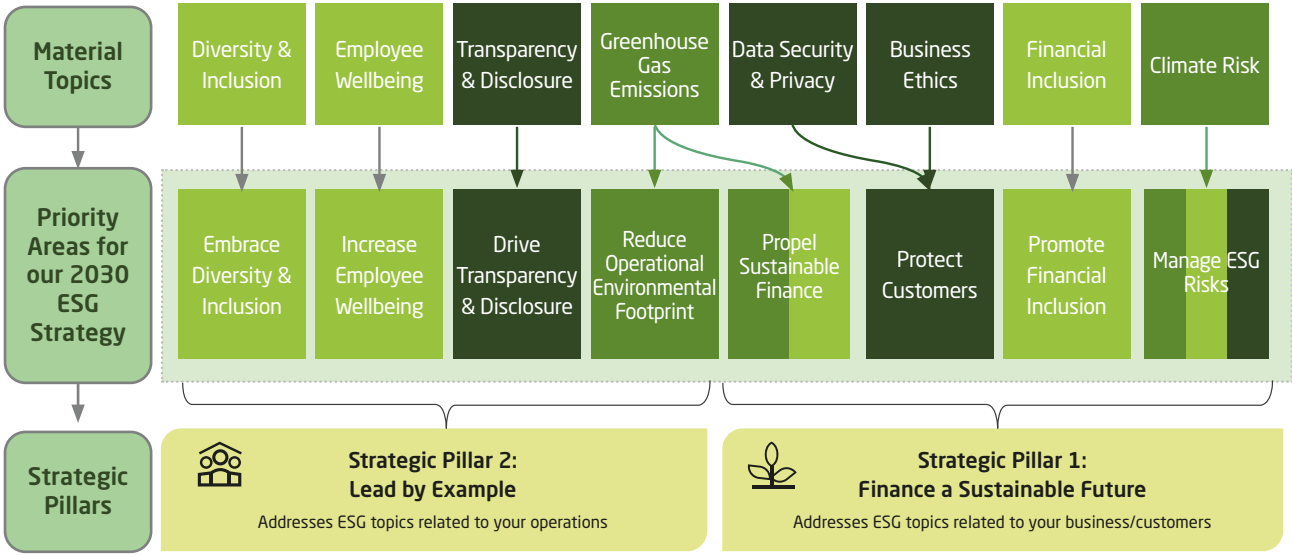 Material
Topics
Diversity &
Inclusion
Employee
Wellbeing
Transparency
& Disclosure
Greenhouse
Gas
Emissions
Data Security
& Privacy
Business
Ethics
Financial
Inclusion
Climate Risk
Priority
Areas for
our 2030
ESG
Strategy
Embrace
Diversity &
Inclusion
Increase
Employee
Wellbeing
Drive
Transparency
& Disclosure
Reduce
Operational
Environmental
Footprint
Propel
Sustainable
Finance
Protect
Customers
Promote
Financial
Inclusion
Manage ESG
Risks
Strategic
Pillars
Strategic Pillar 2:
Lead by Example
Addresses ESG topics related to your operations
Strategic Pillar 1:
Finance a Sustainable Future
Addresses ESG topics related to your business/customers